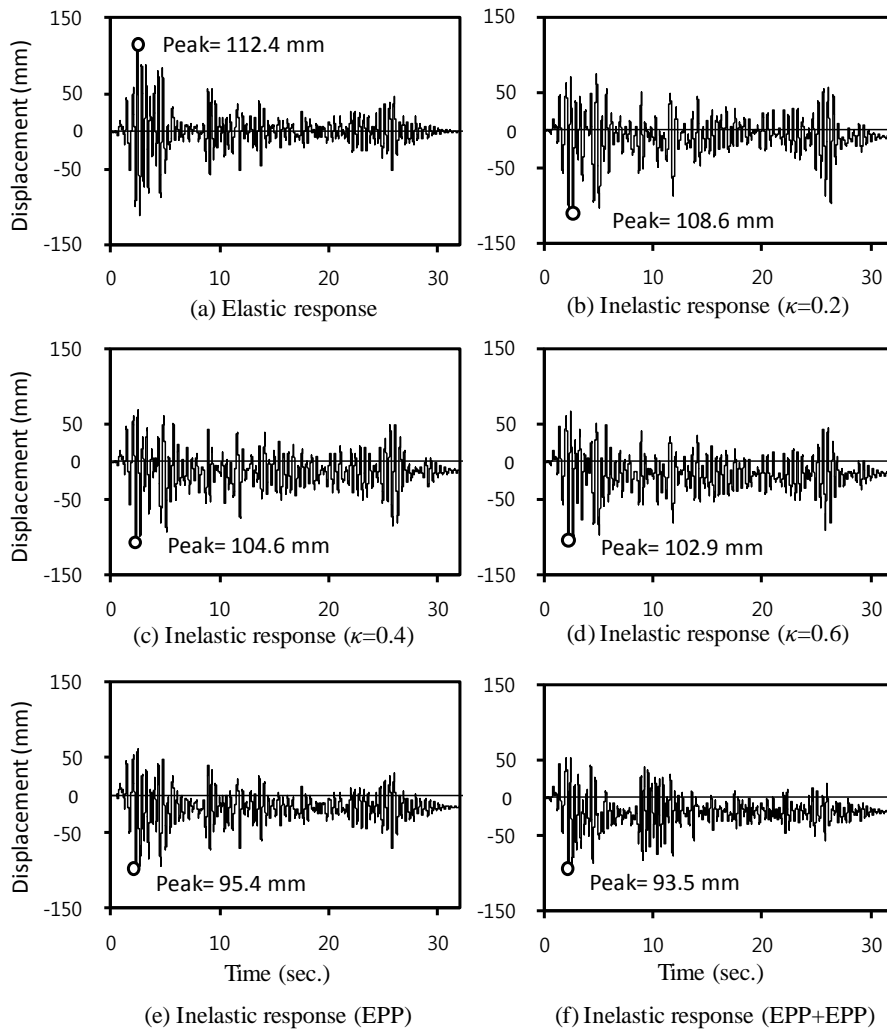 150
50
0
-50
-150
Displacement (mm)
Peak= 112.4 mm
0 10 20 30
(a) Elastic response
150
50
0
-50
-150
Peak= 108.6 mm
0 10 20 30
(b) Inelastic response (κ=0.2)
150
50
0
-50
-150
Displacement (mm)
Peak= 104.6 mm
0 10 20 30
(c) Inelastic response (κ=0.4)
150
50
0
-50
-150
Peak= 102.9 mm
0 10 20 30
(d) Inelastic response (κ=0.6)
150
50
0
-50
-150
Displacement (mm)
Peak= 95.4 mm
0 10 20 30
Time (sec.)
(e) Inelastic response (EPP)
150
50
0
-50
-150
Peak= 93.5 mm
0 10 20 30
Time (sec.)
(f) Inelastic response (EPP+EPP)